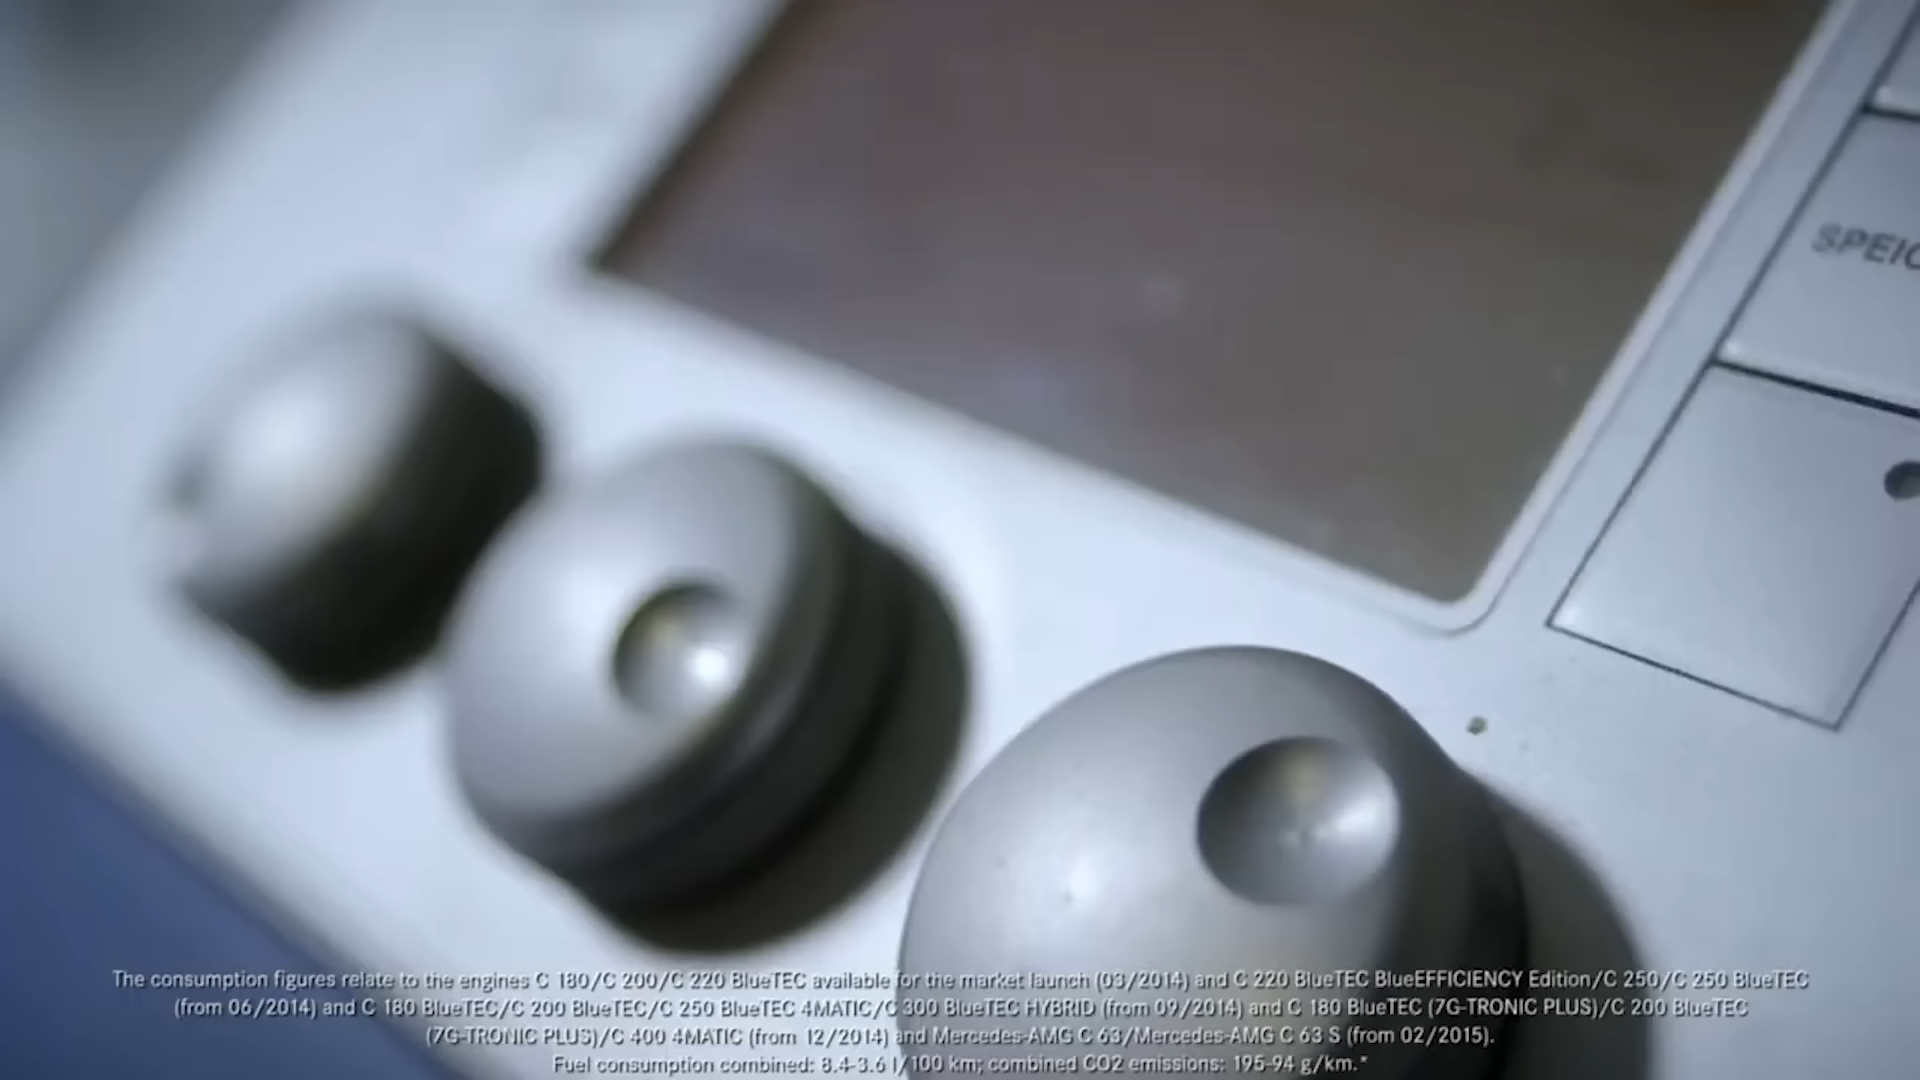 SPEIC
The consumption figures relate to the engines C 180/C 200/C 220 BlueTEC available for the market launch (03/2014) and C 220 BlueTEC BlueEFFICIENCY Edition/C 250/C 250 BlueTEC
(from 06/2014) and C 180 BlueTEC/C 200 BlueTEC/C 250 BlueTEC 4MATIC/C 300 BlueTEC HYBRID (from 09/2014) and C 180 BlueTEC (7G-TRONIC PLUS)/C 200 BlueTEC
(7G-TRONIC PLUS)/C 400 4MATIC (from 12/2014) and Mercedes-AMG C 63/Mercedes-AMG C 63 S (from 02/2015).
Fuel consumption combined: 8.4-3.6 l/100 km; combined CO2 emissions: 195-94 g/km.*